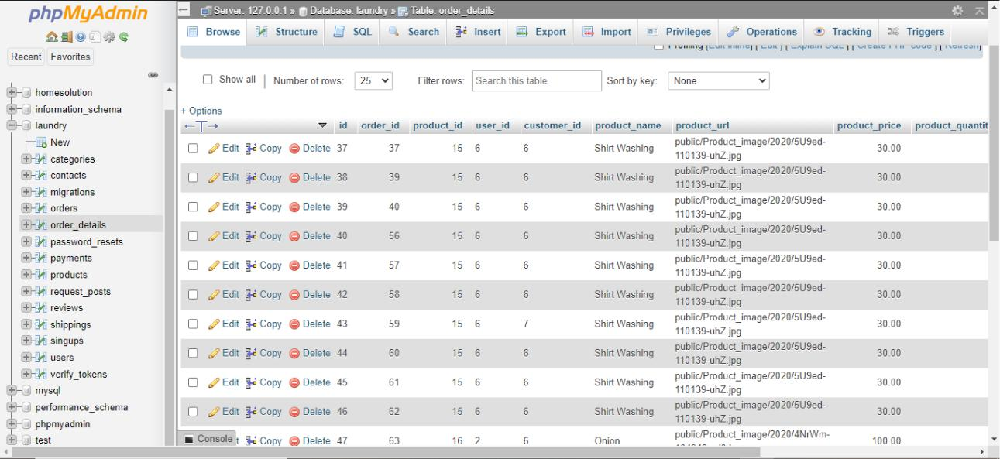 phpMyAdmin
Recent Favorites
homesolution
information_schema
laundry
New
categories
contacts
migrations
orders
order_details
password_resets
payments
products
request_posts
reviews
shippings
singups
users
verify_tokens
mysql
performance_schema
phpmyadmin
test
Server: 127.0.0.1 » Database: laundry » Table: order_details
Browse Structure SQL Search Insert Export Import Privileges Operations Tracking Triggers
Profiling [Edit inline] [ Edit ] [ Explain SQL ] [ Create PHP code ] [ Refresh]
Show all | Number of rows: 25 Filter rows: Search this table Sort by key: None
+ Options
←T→ id order_id product_id user_id customer_id product_name product_url product_price product_quantit
Edit Copy Delete 37 37 15 6 6 Shirt Washing public/Product_image/2020/5U9ed- 30.00
110139-uhZ.jpg
Edit Copy Delete 38 39 15 6 6 Shirt Washing public/Product_image/2020/5U9ed- 30.00
110139-uhZ.jpg
Edit Copy Delete 39 40 15 6 6 Shirt Washing public/Product_image/2020/5U9ed- 30.00
110139-uhZ.jpg
Edit Copy Delete 40 56 15 6 6 Shirt Washing public/Product_image/2020/5U9ed- 30.00
110139-uhZ.jpg
Edit Copy Delete 41 57 15 6 6 Shirt Washing public/Product_image/2020/5U9ed- 30.00
110139-uhZ.jpg
Edit Copy Delete 42 58 15 6 6 Shirt Washing public/Product_image/2020/5U9ed- 30.00
110139-uhZ.jpg
Edit Copy Delete 43 59 15 6 7 Shirt Washing public/Product_image/2020/5U9ed- 30.00
110139-uhZ.jpg
Edit Copy Delete 44 60 15 6 6 Shirt Washing public/Product_image/2020/5U9ed- 30.00
110139-uhZ.jpg
Edit Copy Delete 45 61 15 6 6 Shirt Washing public/Product_image/2020/5U9ed- 30.00
110139-uhZ.jpg
Edit Copy Delete 46 62 15 6 6 Shirt Washing public/Product_image/2020/5U9ed- 30.00
110139-uhZ.jpg
Console t Copy Delete 47 63 16 2 6 Onion public/Product_image/2020/4NrWm- 100.00